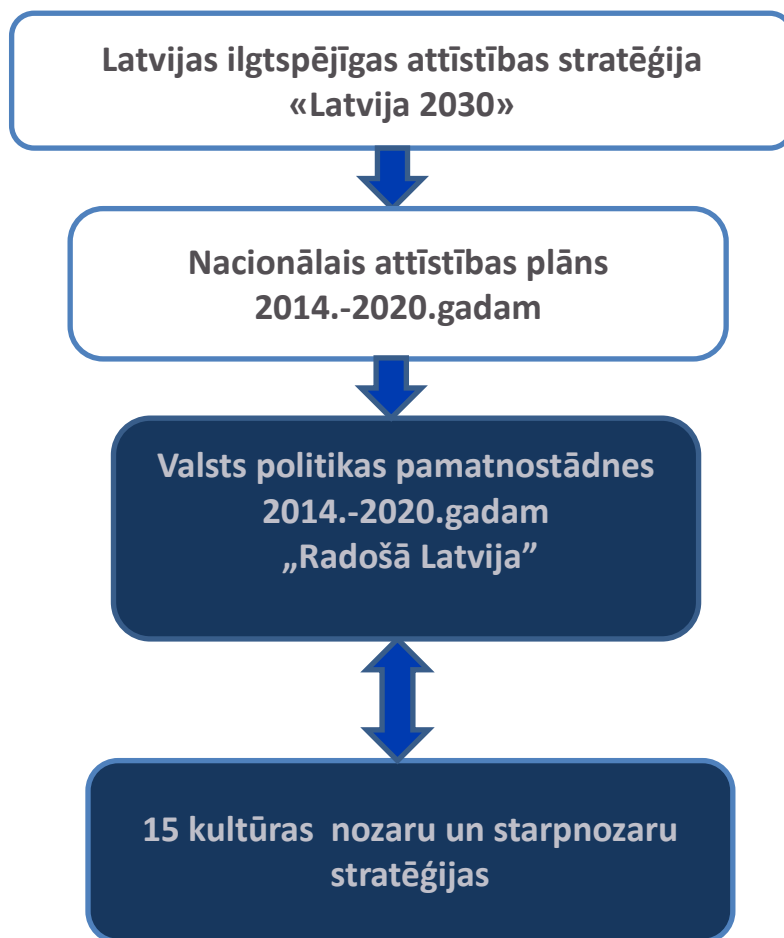 Latvijas ilgtspējīgas attīstības stratēģija
«Latvija 2030»
Nacionālais attīstības plāns
2014.-2020.gadam
Valsts politikas pamatnostādnes
2014.-2020.gadam
„Radošā Latvija”
15 kultūras  nozaru un starpnozaru
stratēģijas